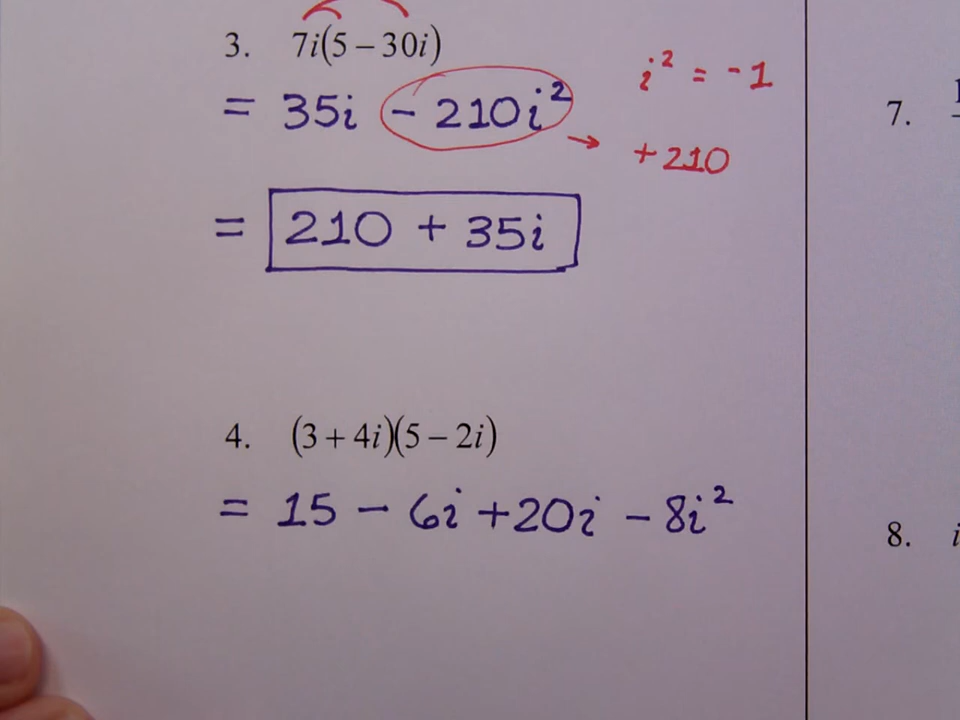 3. 7i(5 − 30i)
= 35i − 210i² i² = -1
→ +210
= 210 + 35i
4. (3 + 4i)(5 − 2i)
= 15 − 6i + 20i − 8i²
7.
8. i